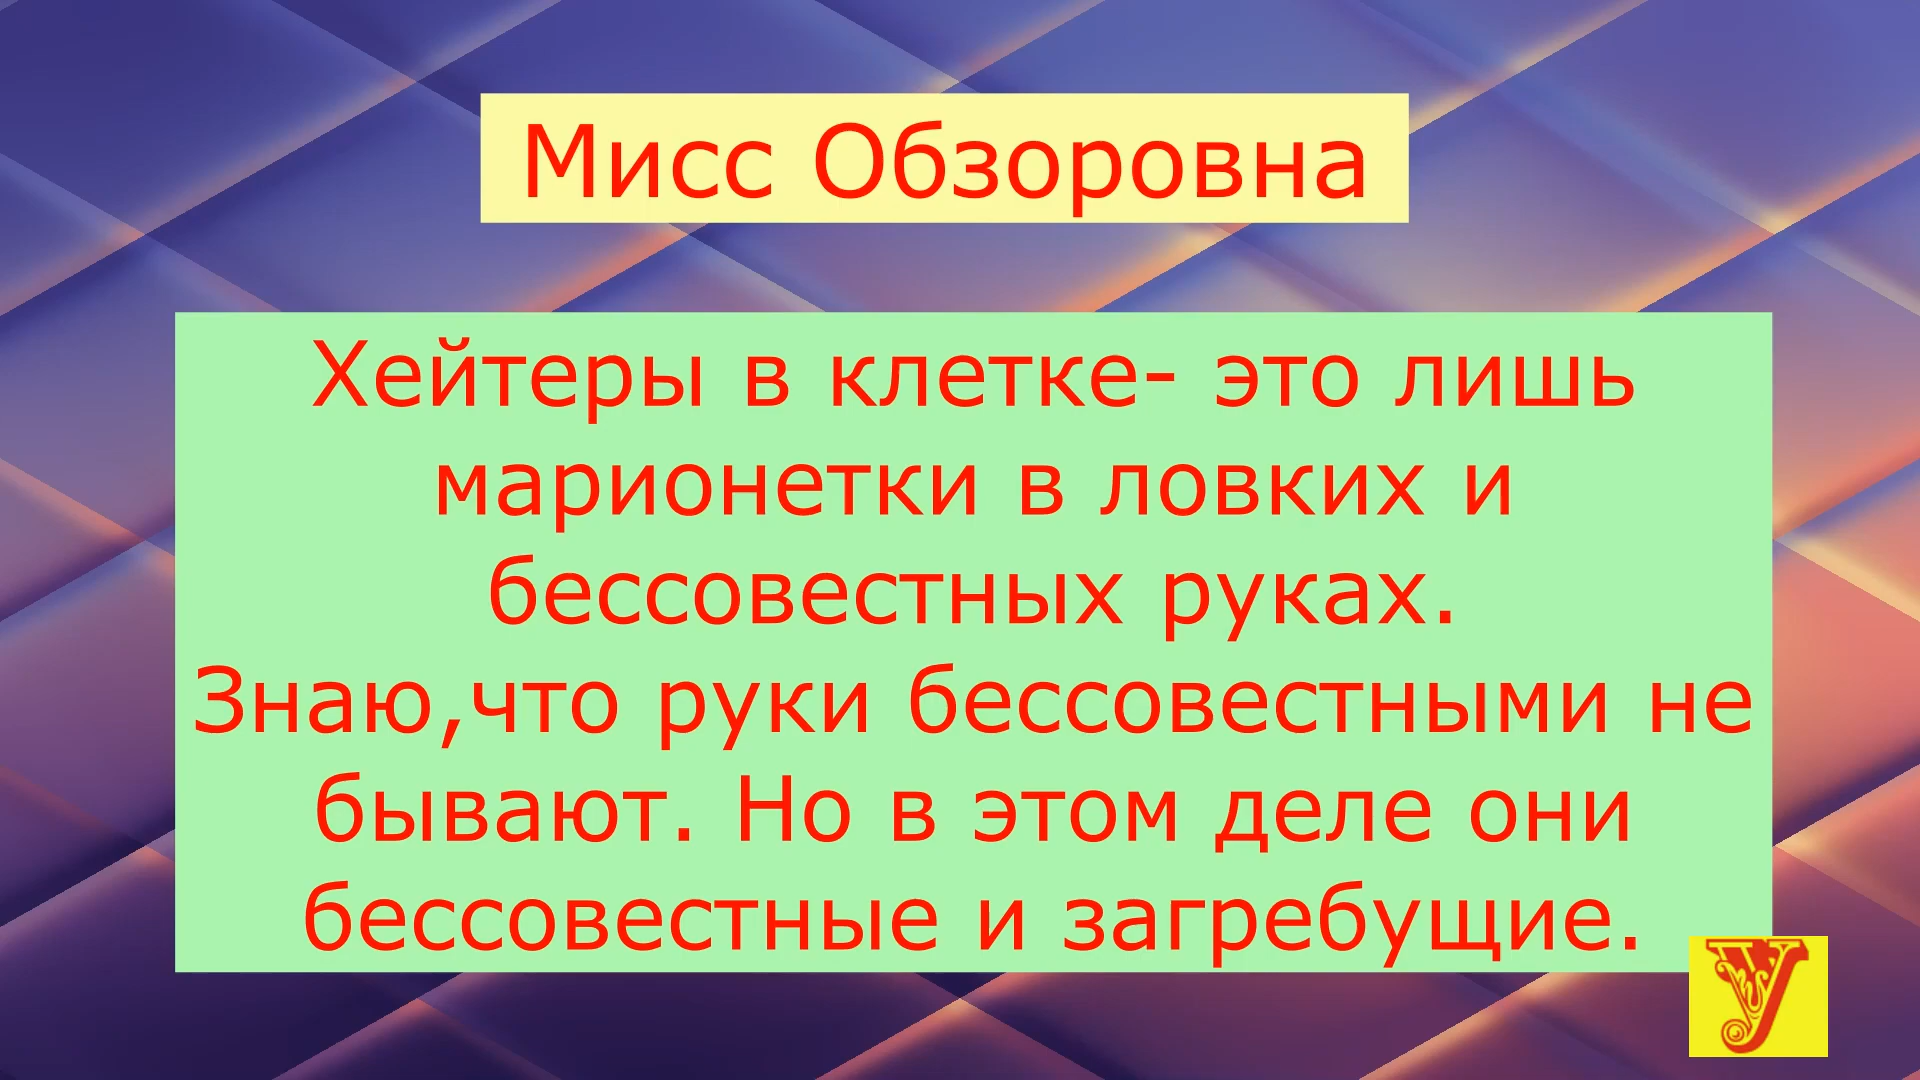 Мисс Обзоровна
Хейтеры в клетке- это лишь
марионетки в ловких и
бессовестных руках.
Знаю,что руки бессовестными не
бывают. Но в этом деле они
бессовестные и загребущие.
У